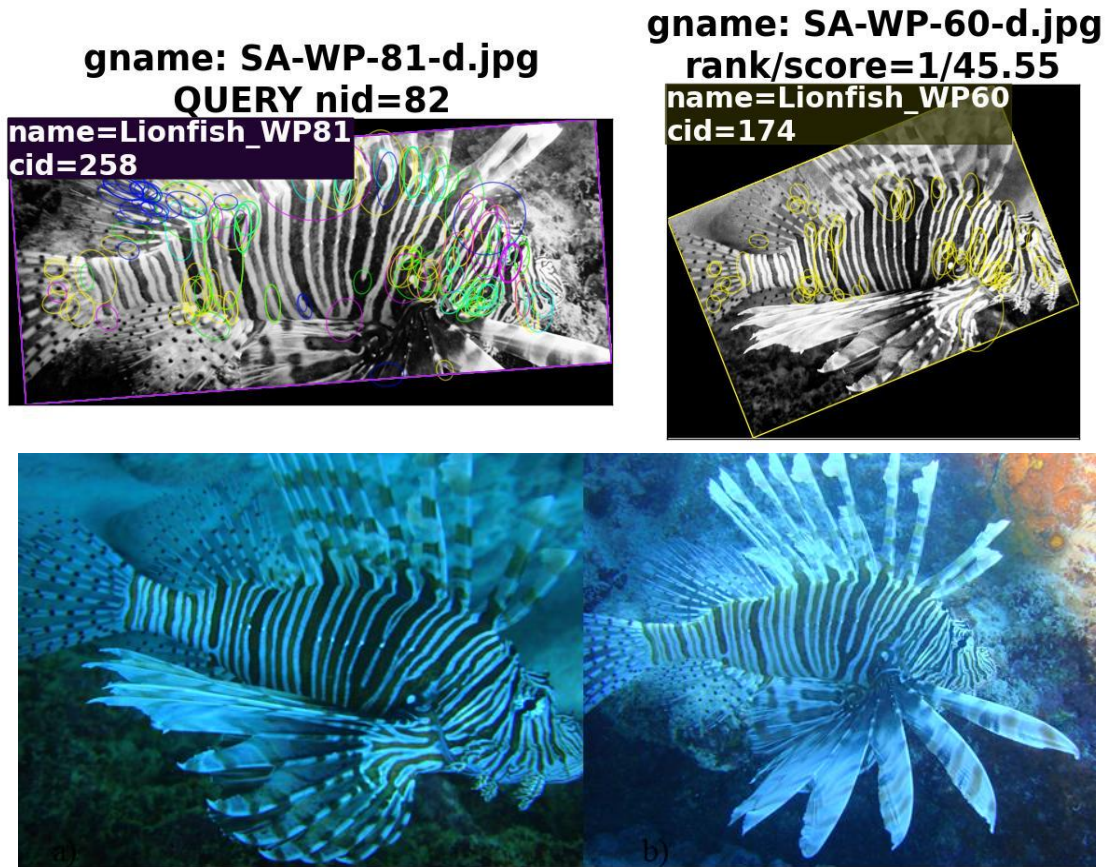 gname: SA-WP-81-d.jpg
QUERY nid=82
name=Lionfish_WP81
cid=258
gname: SA-WP-60-d.jpg
rank/score=1/45.55
name=Lionfish_WP60
cid=174
a)
b)